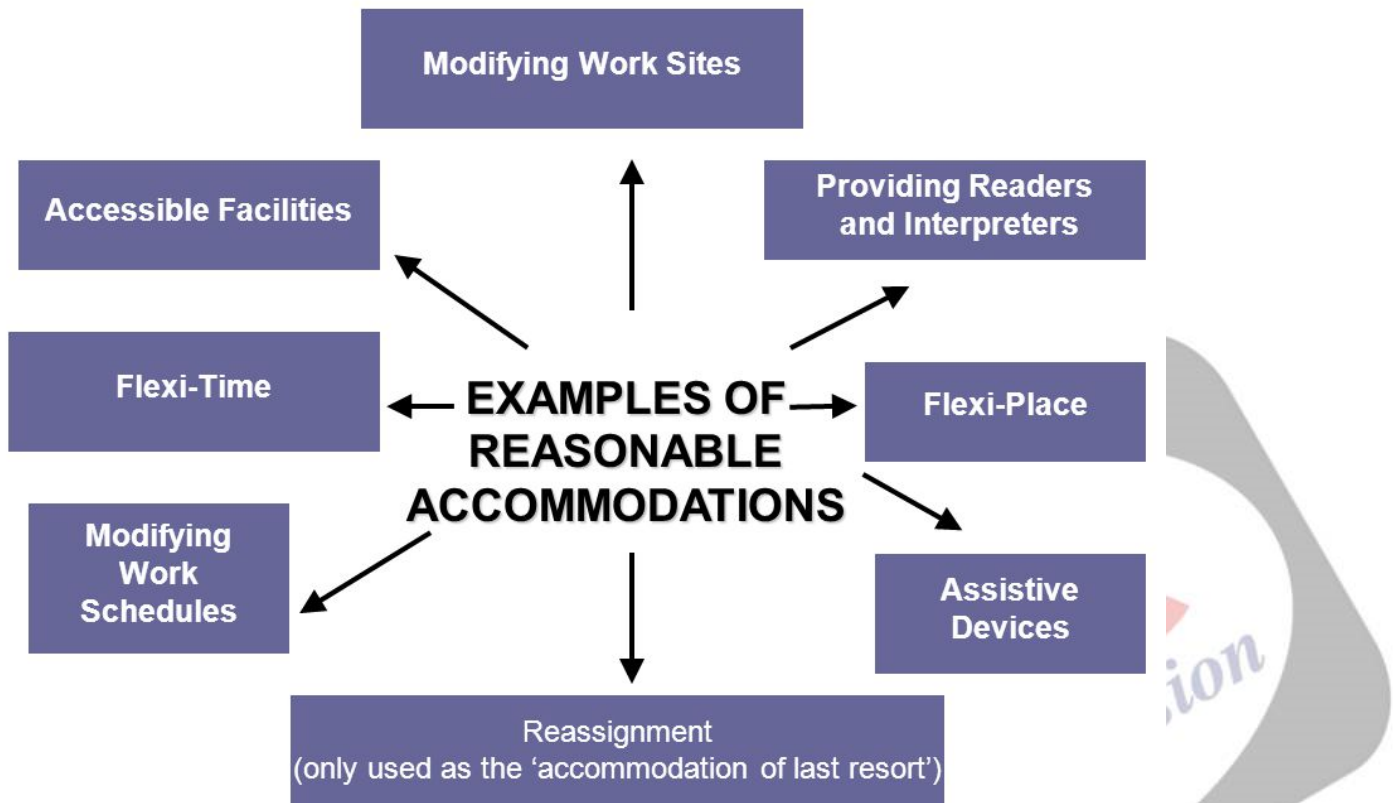 Modifying Work Sites
Accessible Facilities
Providing Readers
and Interpreters
Flexi-Time
EXAMPLES OF
REASONABLE
ACCOMMODATIONS
Flexi-Place
Modifying
Work
Schedules
Assistive
Devices
Reassignment
(only used as the ‘accommodation of last resort’)